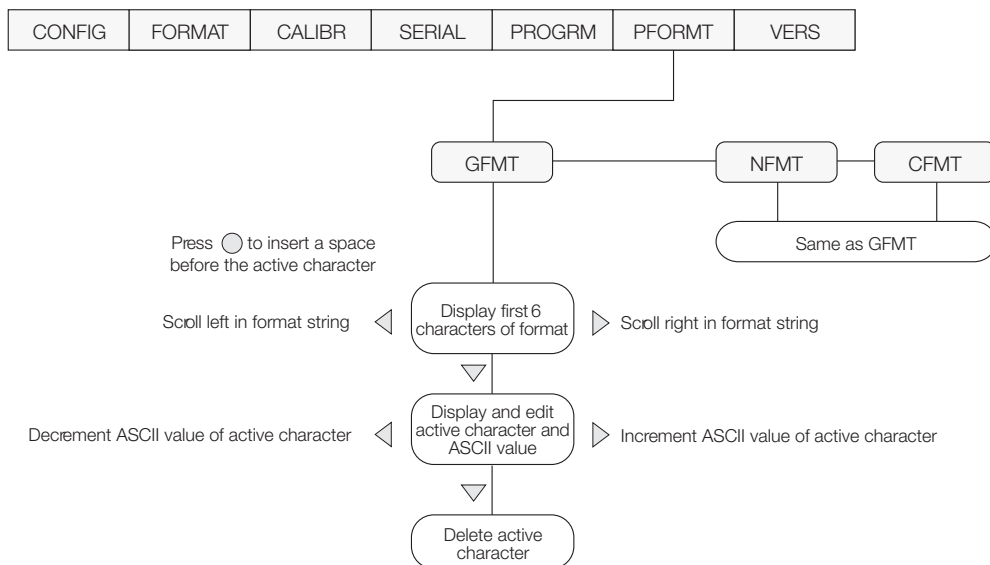 CONFIG FORMAT CALIBR SERIAL PROGRM PFORMT VERS
GFMT NFMT CFMT
Same as GFMT
Press to insert a space
before the active character
Display first 6
characters of format
Scroll left in format string
Scroll right in format string
Display and edit
active character and
ASCII value
Decrement ASCII value of active character
Increment ASCII value of active character
Delete active
character